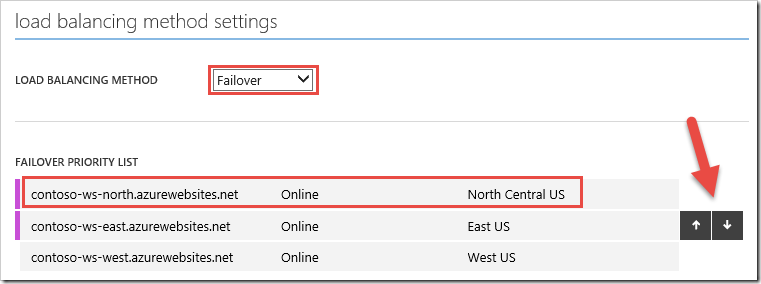 load balancing method settings
LOAD BALANCING METHOD Failover
FAILOVER PRIORITY LIST
contoso-ws-north.azurewebsites.net Online North Central US
contoso-ws-east.azurewebsites.net Online East US
contoso-ws-west.azurewebsites.net Online West US